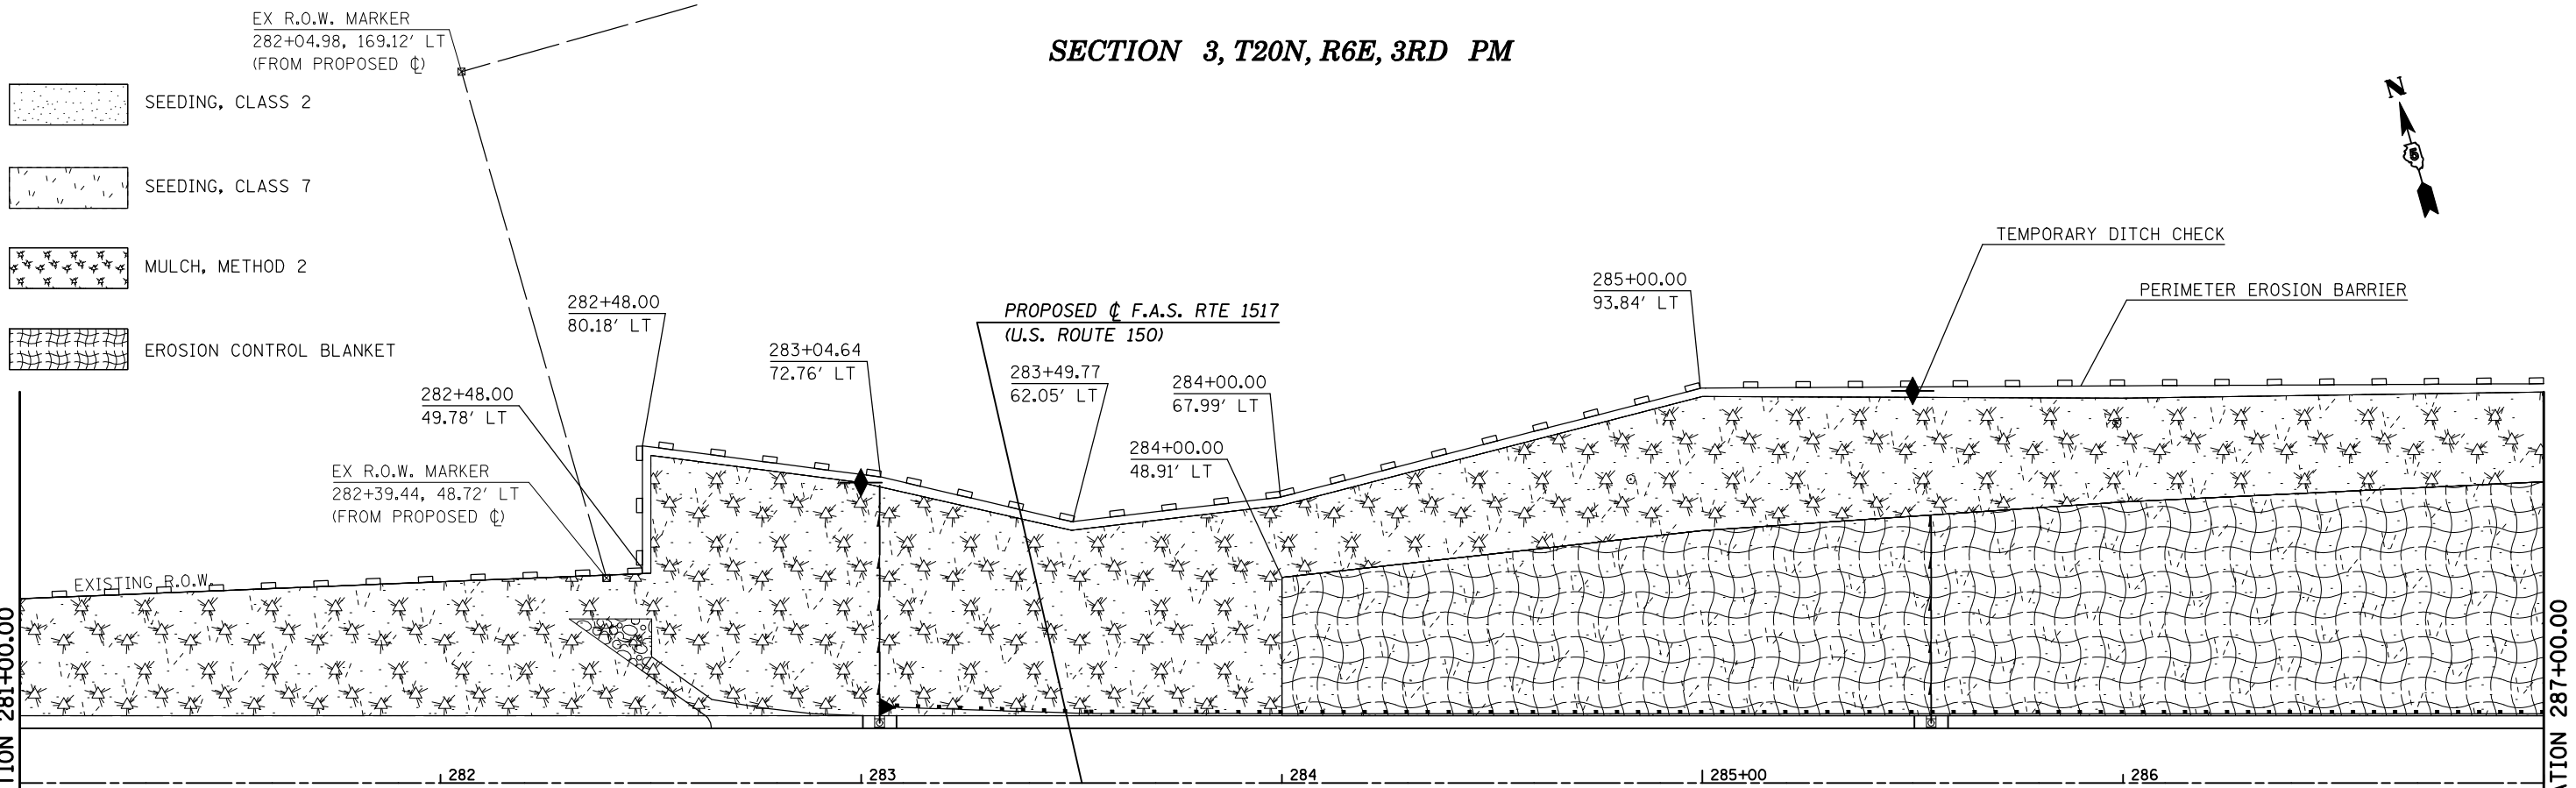 EX R.O.W. MARKER
282+04.98, 169.12' LT
(FROM PROPOSED ℄)
SECTION 3, T20N, R6E, 3RD PM
SEEDING, CLASS 2
SEEDING, CLASS 7
MULCH, METHOD 2
EROSION CONTROL BLANKET
N
5
TEMPORARY DITCH CHECK
PERIMETER EROSION BARRIER
285+00.00
93.84' LT
282+48.00
80.18' LT
PROPOSED ℄ F.A.S. RTE 1517
(U.S. ROUTE 150)
283+04.64
72.76' LT
283+49.77
62.05' LT
284+00.00
67.99' LT
282+48.00
49.78' LT
284+00.00
48.91' LT
EX R.O.W. MARKER
282+39.44, 48.72' LT
(FROM PROPOSED ℄)
EXISTING R.O.W.
TION 281+00.00
ATION 287+00.00
282
283
284
285+00
286